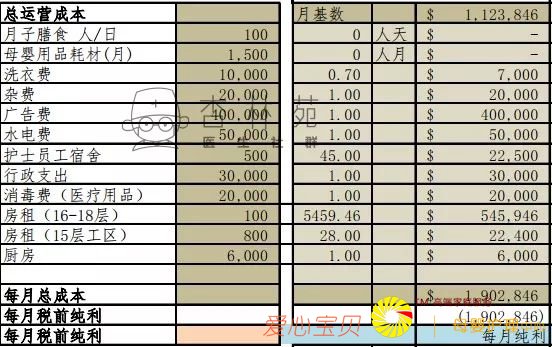 总运营成本 月基数 $ 1,123,846
月子膳食 人/日 100 0 人天 $ -
母婴用品耗材(月) 1,500 0 人月 $ -
洗衣费 10,000 0.70 $ 7,000
杂费 20,000 1.00 $ 20,000
广告费 400,000 1.00 $ 400,000
水电费 50,000 1.00 $ 50,000
护士员工宿舍 500 45.00 $ 22,500
行政支出 30,000 1.00 $ 30,000
消毒费（医疗用品） 20,000 1.00 $ 20,000
房租（16-18层） 100 5459.46 $ 545,946
房租（15层工区） 800 28.00 $ 22,400
厨房 6,000 1.00 $ 6,000
每月总成本 $ 1,902,846
每月税前纯利 (1,902,846)
每月税前纯利 每月纯利
杏林苑
医生社群
爱心宝贝